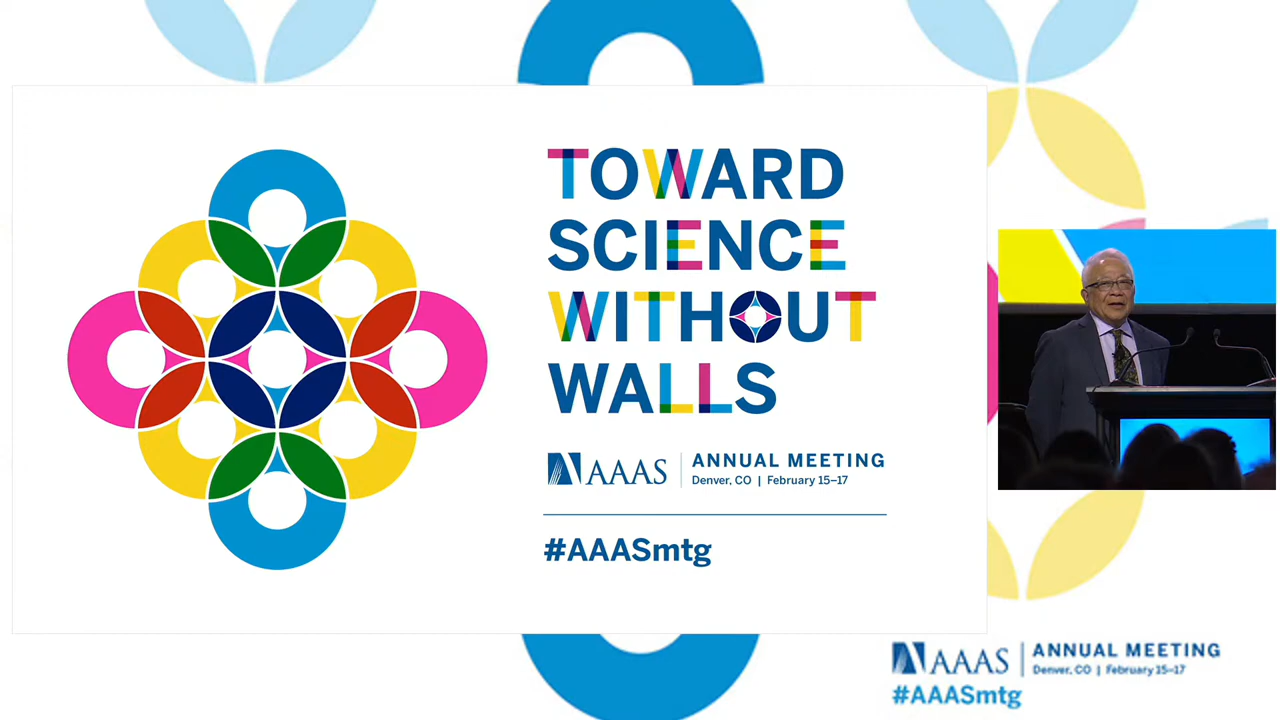 TOWARD
SCIENCE
WITHOUT
WALLS
AAAS
ANNUAL MEETING
Denver, CO | February 15–17
#AAASmtg
AAAS
ANNUAL MEETING
Denver, CO | February 15–17
#AAASmtg